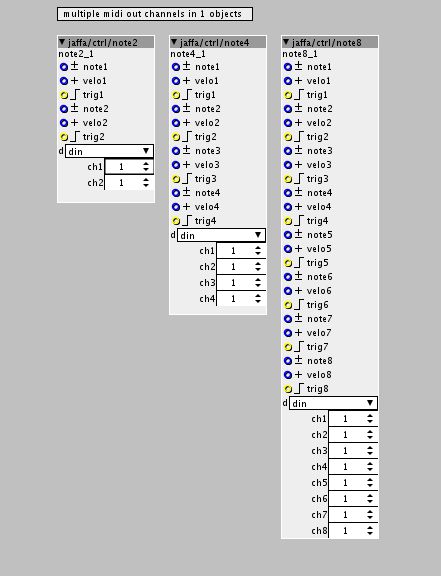 multiple midi out channels in 1 objects
jaffa/ctrl/note2
note2_1
± note1
+ velo1
trig1
± note2
+ velo2
trig2
d din
ch1 1
ch2 1
jaffa/ctrl/note4
note4_1
± note1
+ velo1
trig1
± note2
+ velo2
trig2
± note3
+ velo3
trig3
± note4
+ velo4
trig4
d din
ch1 1
ch2 1
ch3 1
ch4 1
jaffa/ctrl/note8
note8_1
± note1
+ velo1
trig1
± note2
+ velo2
trig2
± note3
+ velo3
trig3
± note4
+ velo4
trig4
± note5
+ velo5
trig5
± note6
+ velo6
trig6
± note7
+ velo7
trig7
± note8
+ velo8
trig8
d din
ch1 1
ch2 1
ch3 1
ch4 1
ch5 1
ch6 1
ch7 1
ch8 1